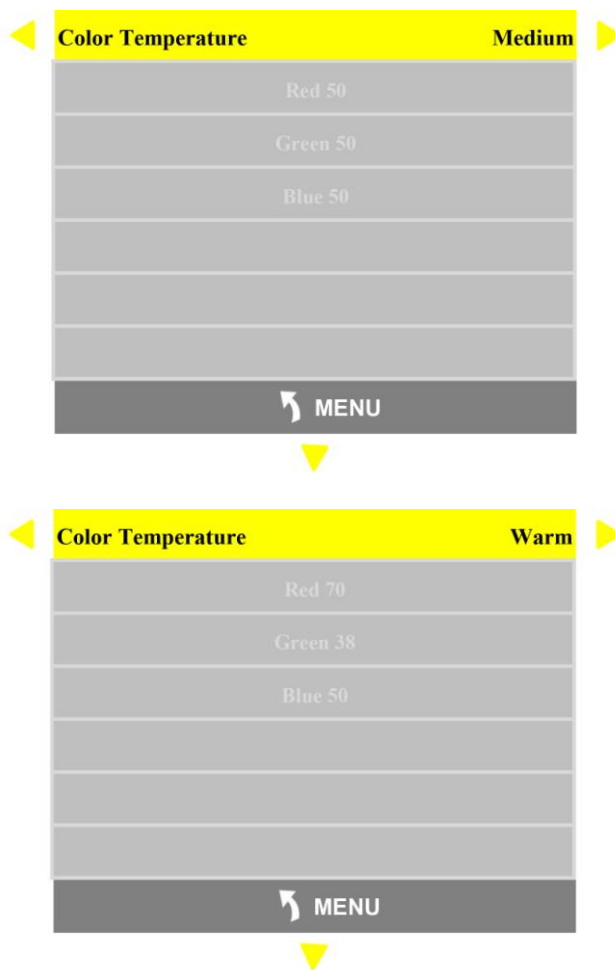 Color Temperature Medium
Red 50
Green 50
Blue 50
MENU
Color Temperature Warm
Red 70
Green 38
Blue 50
MENU